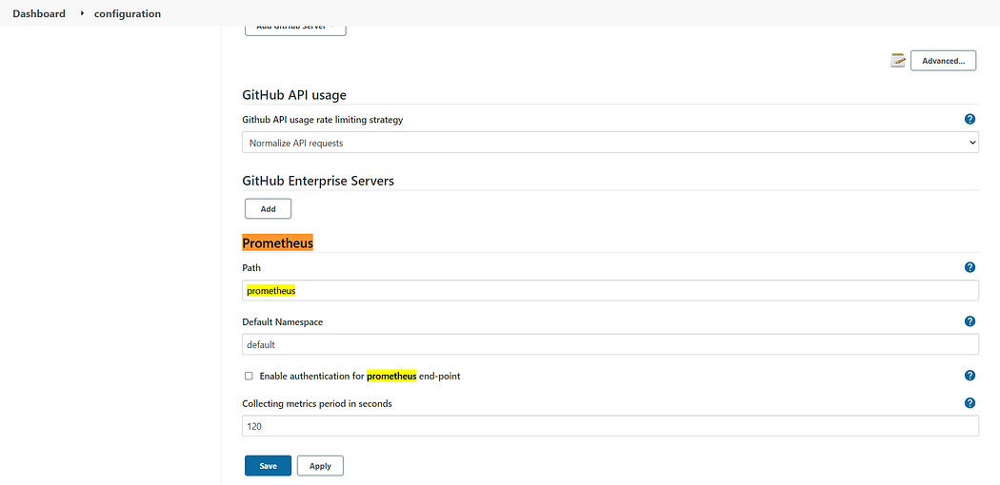 Dashboard configuration
Add GitHub Server
Advanced...
GitHub API usage
Github API usage rate limiting strategy
Normalize API requests
GitHub Enterprise Servers
Add
Prometheus
Path
prometheus
Default Namespace
default
Enable authentication for prometheus end-point
Collecting metrics period in seconds
120
Save Apply